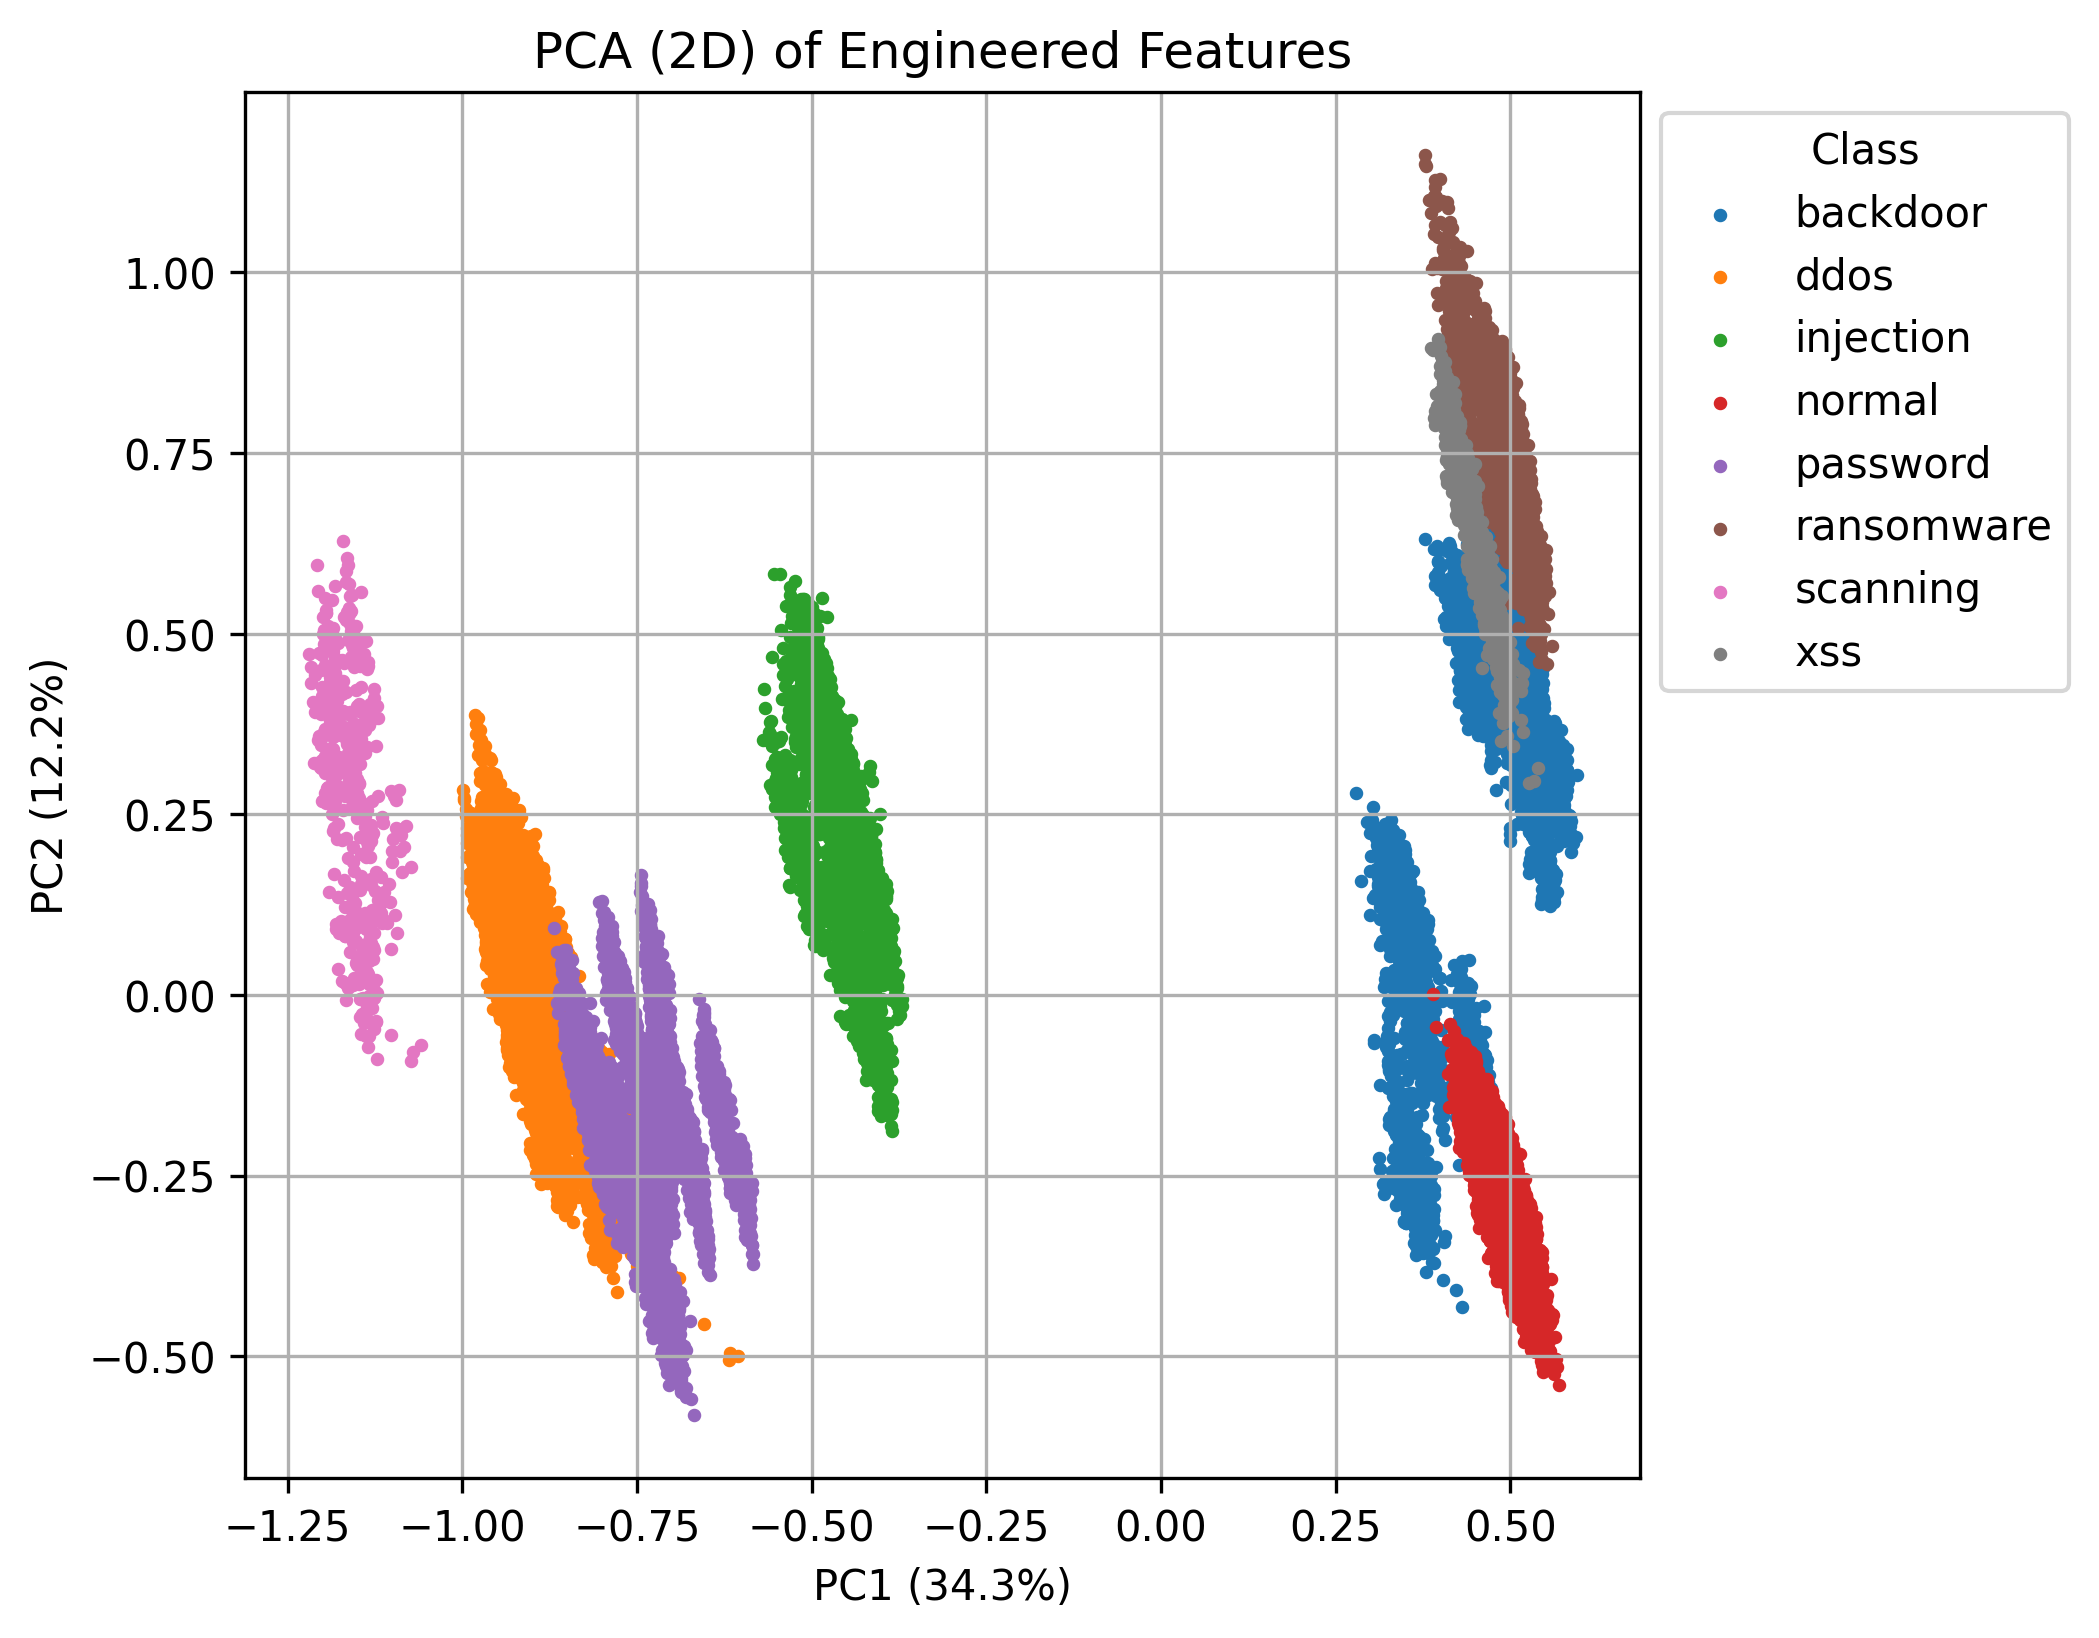 PCA (2D) of Engineered Features
Class
backdoor
ddos
injection
normal
password
ransomware
scanning
xss
1.00
0.75
0.50
0.25
0.00
−0.25
−0.50
PC2 (12.2%)
−1.25 −1.00 −0.75 −0.50 −0.25 0.00 0.25 0.50
PC1 (34.3%)